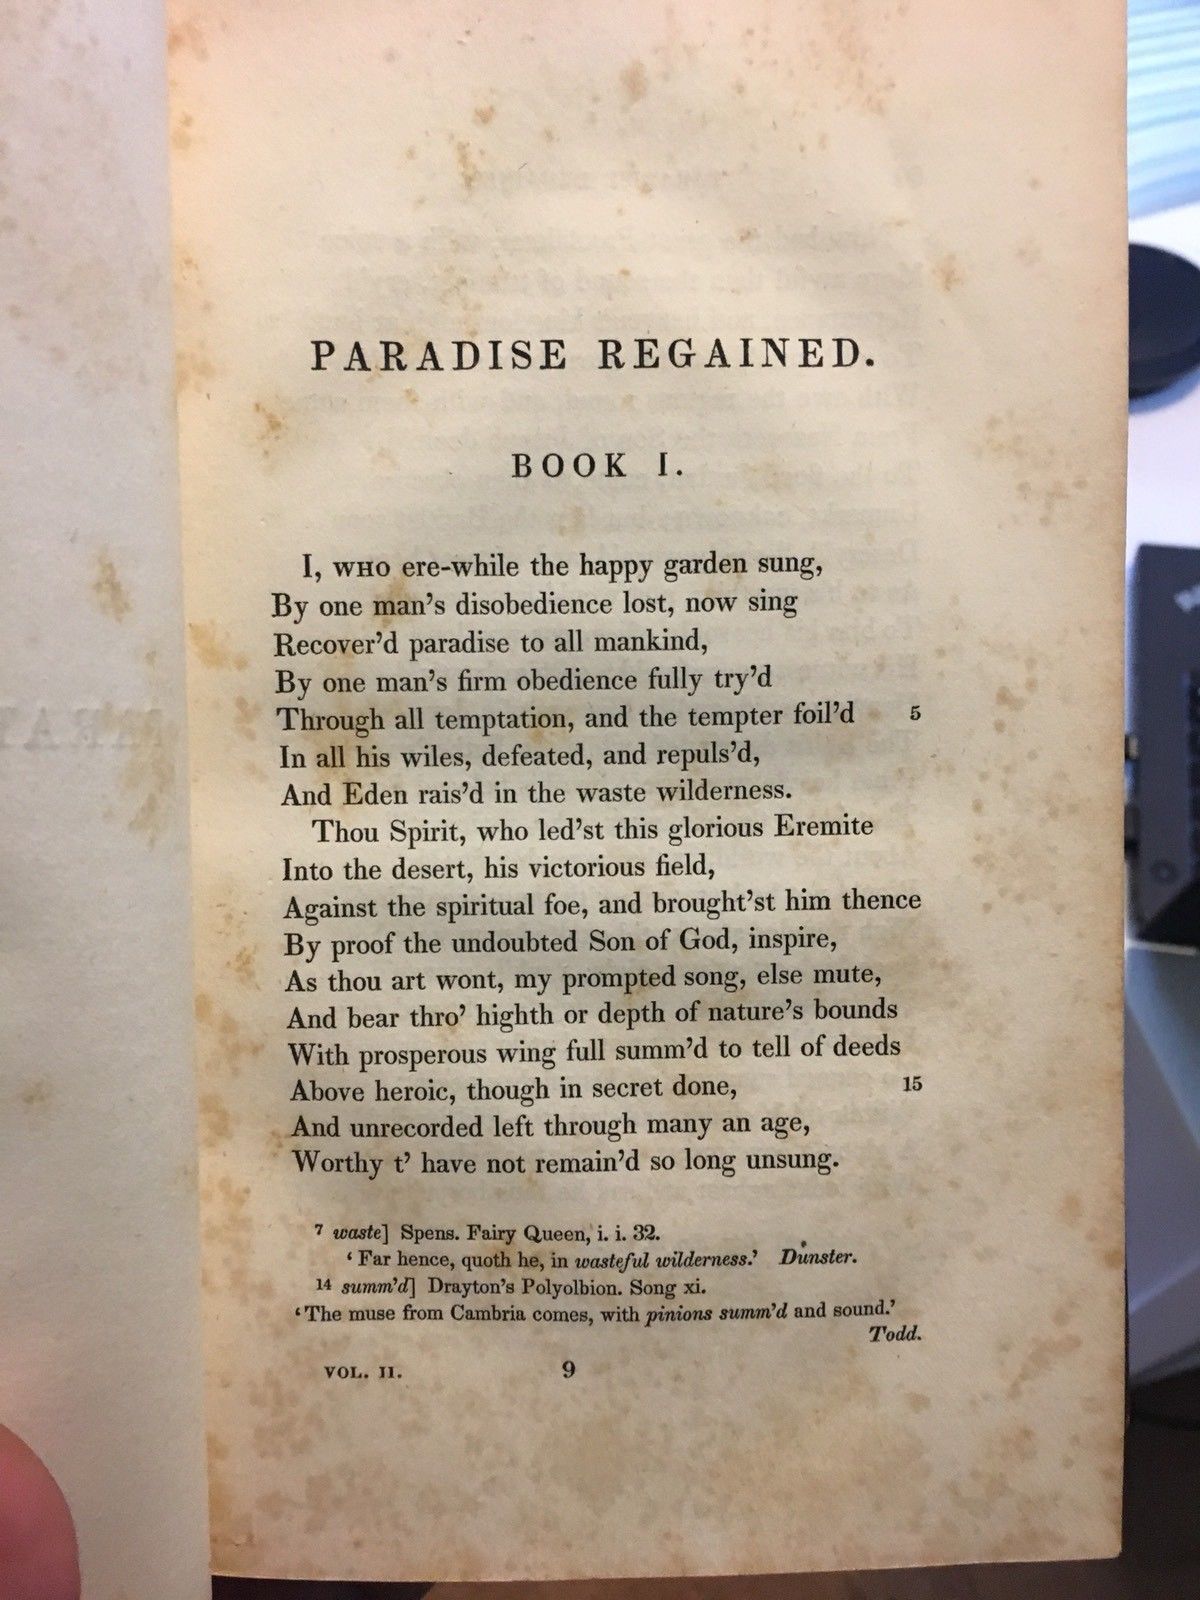 PARADISE REGAINED.
BOOK I.
I, WHO ere-while the happy garden sung,
By one man's disobedience lost, now sing
Recover'd paradise to all mankind,
By one man's firm obedience fully try'd
Through all temptation, and the tempter foil'd 5
In all his wiles, defeated, and repuls'd,
And Eden rais'd in the waste wilderness.
Thou Spirit, who led'st this glorious Eremite
Into the desert, his victorious field,
Against the spiritual foe, and brought'st him thence
By proof the undoubted Son of God, inspire,
As thou art wont, my prompted song, else mute,
And bear thro' highth or depth of nature's bounds
With prosperous wing full summ'd to tell of deeds
Above heroic, though in secret done, 15
And unrecorded left through many an age,
Worthy t' have not remain'd so long unsung.
7 waste] Spens. Fairy Queen, i. i. 32.
‘Far hence, quoth he, in wasteful wilderness.’ Dunster.
14 summ'd] Drayton's Polyolbion. Song xi.
‘The muse from Cambria comes, with pinions summ'd and sound.’
Todd.
VOL. II. 9